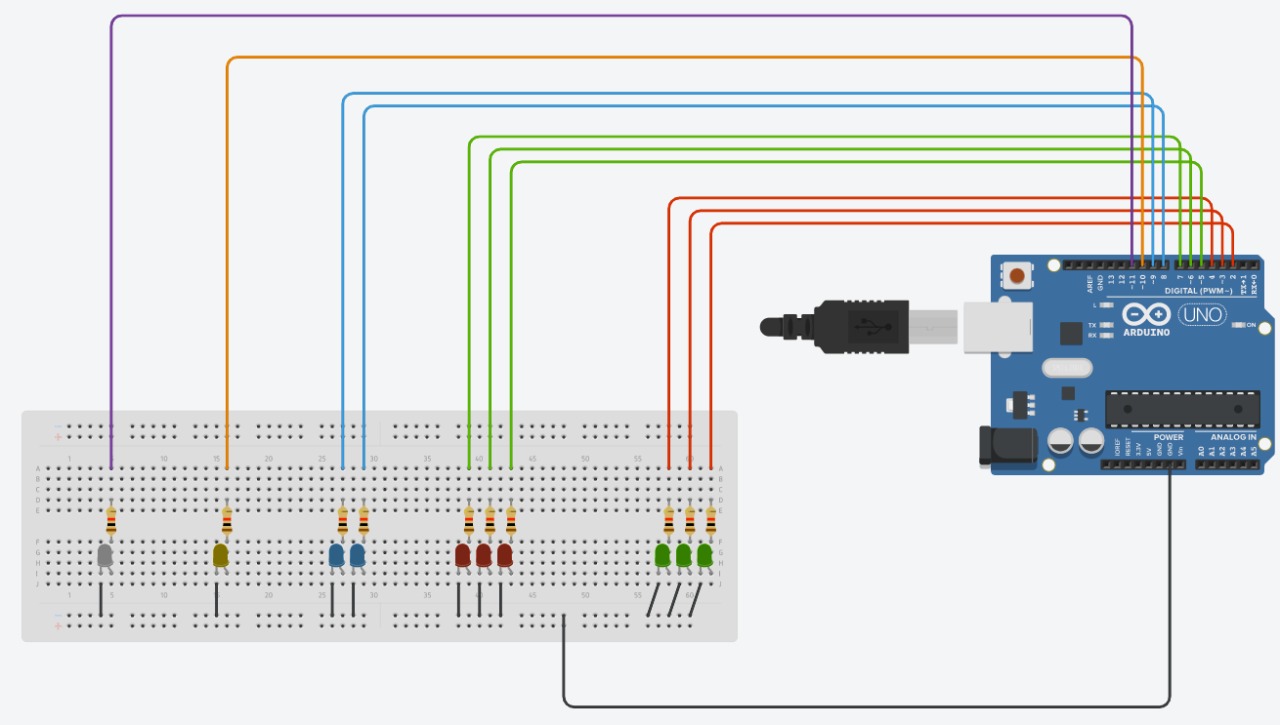 1 5 10 15 20 25 30 35 40 45 50 55 60
A A
B B
C C
D D
E E
F F
G G
H H
I I
J J
1 5 10 15 20 25 30 35 40 45 50 55 60
AREF GND 13 12 ~11 ~10 ~9 8 7 ~6 ~5 4 ~3 2 TX→1 RX←0
DIGITAL (PWM~)
L
TX
RX
ARDUINO
UNO
ON
POWER
ANALOG IN
IOREF RESET 3.3V 5V GND GND Vin A0 A1 A2 A3 A4 A5